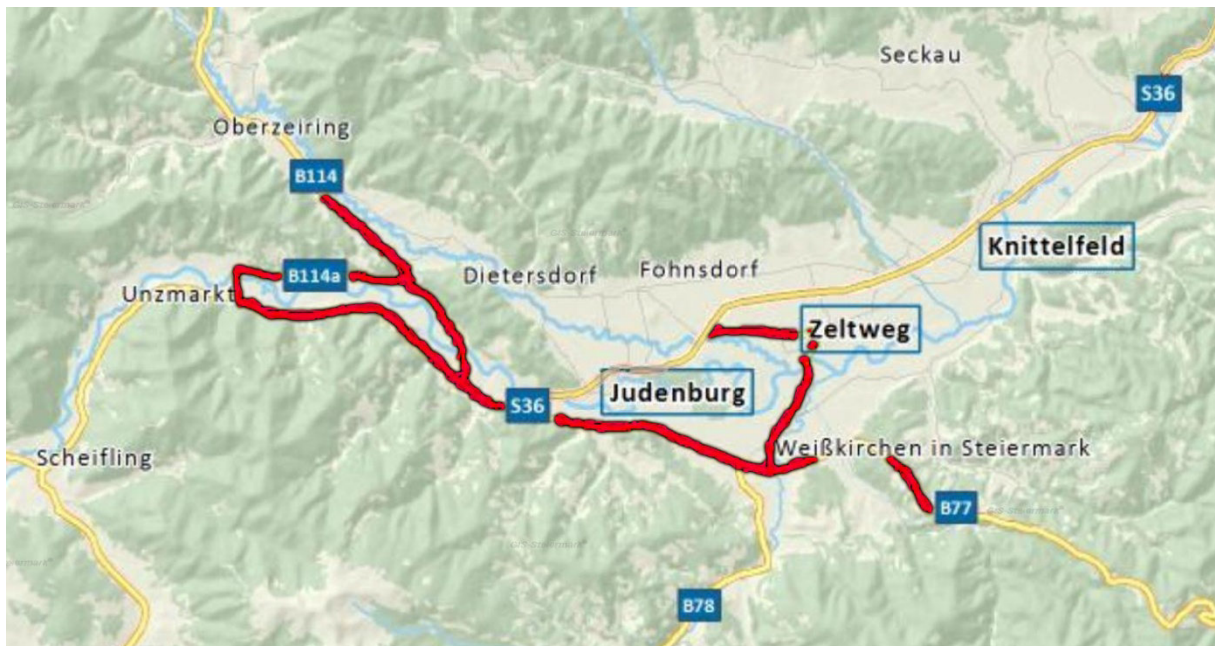 Seckau
S36
Oberzeiring
B114
Knittelfeld
B114a
Dietersdorf
Fohnsdorf
Unzmarkt
Zeltweg
Judenburg
S36
Weißkirchen in Steiermark
Scheifling
B77
B78